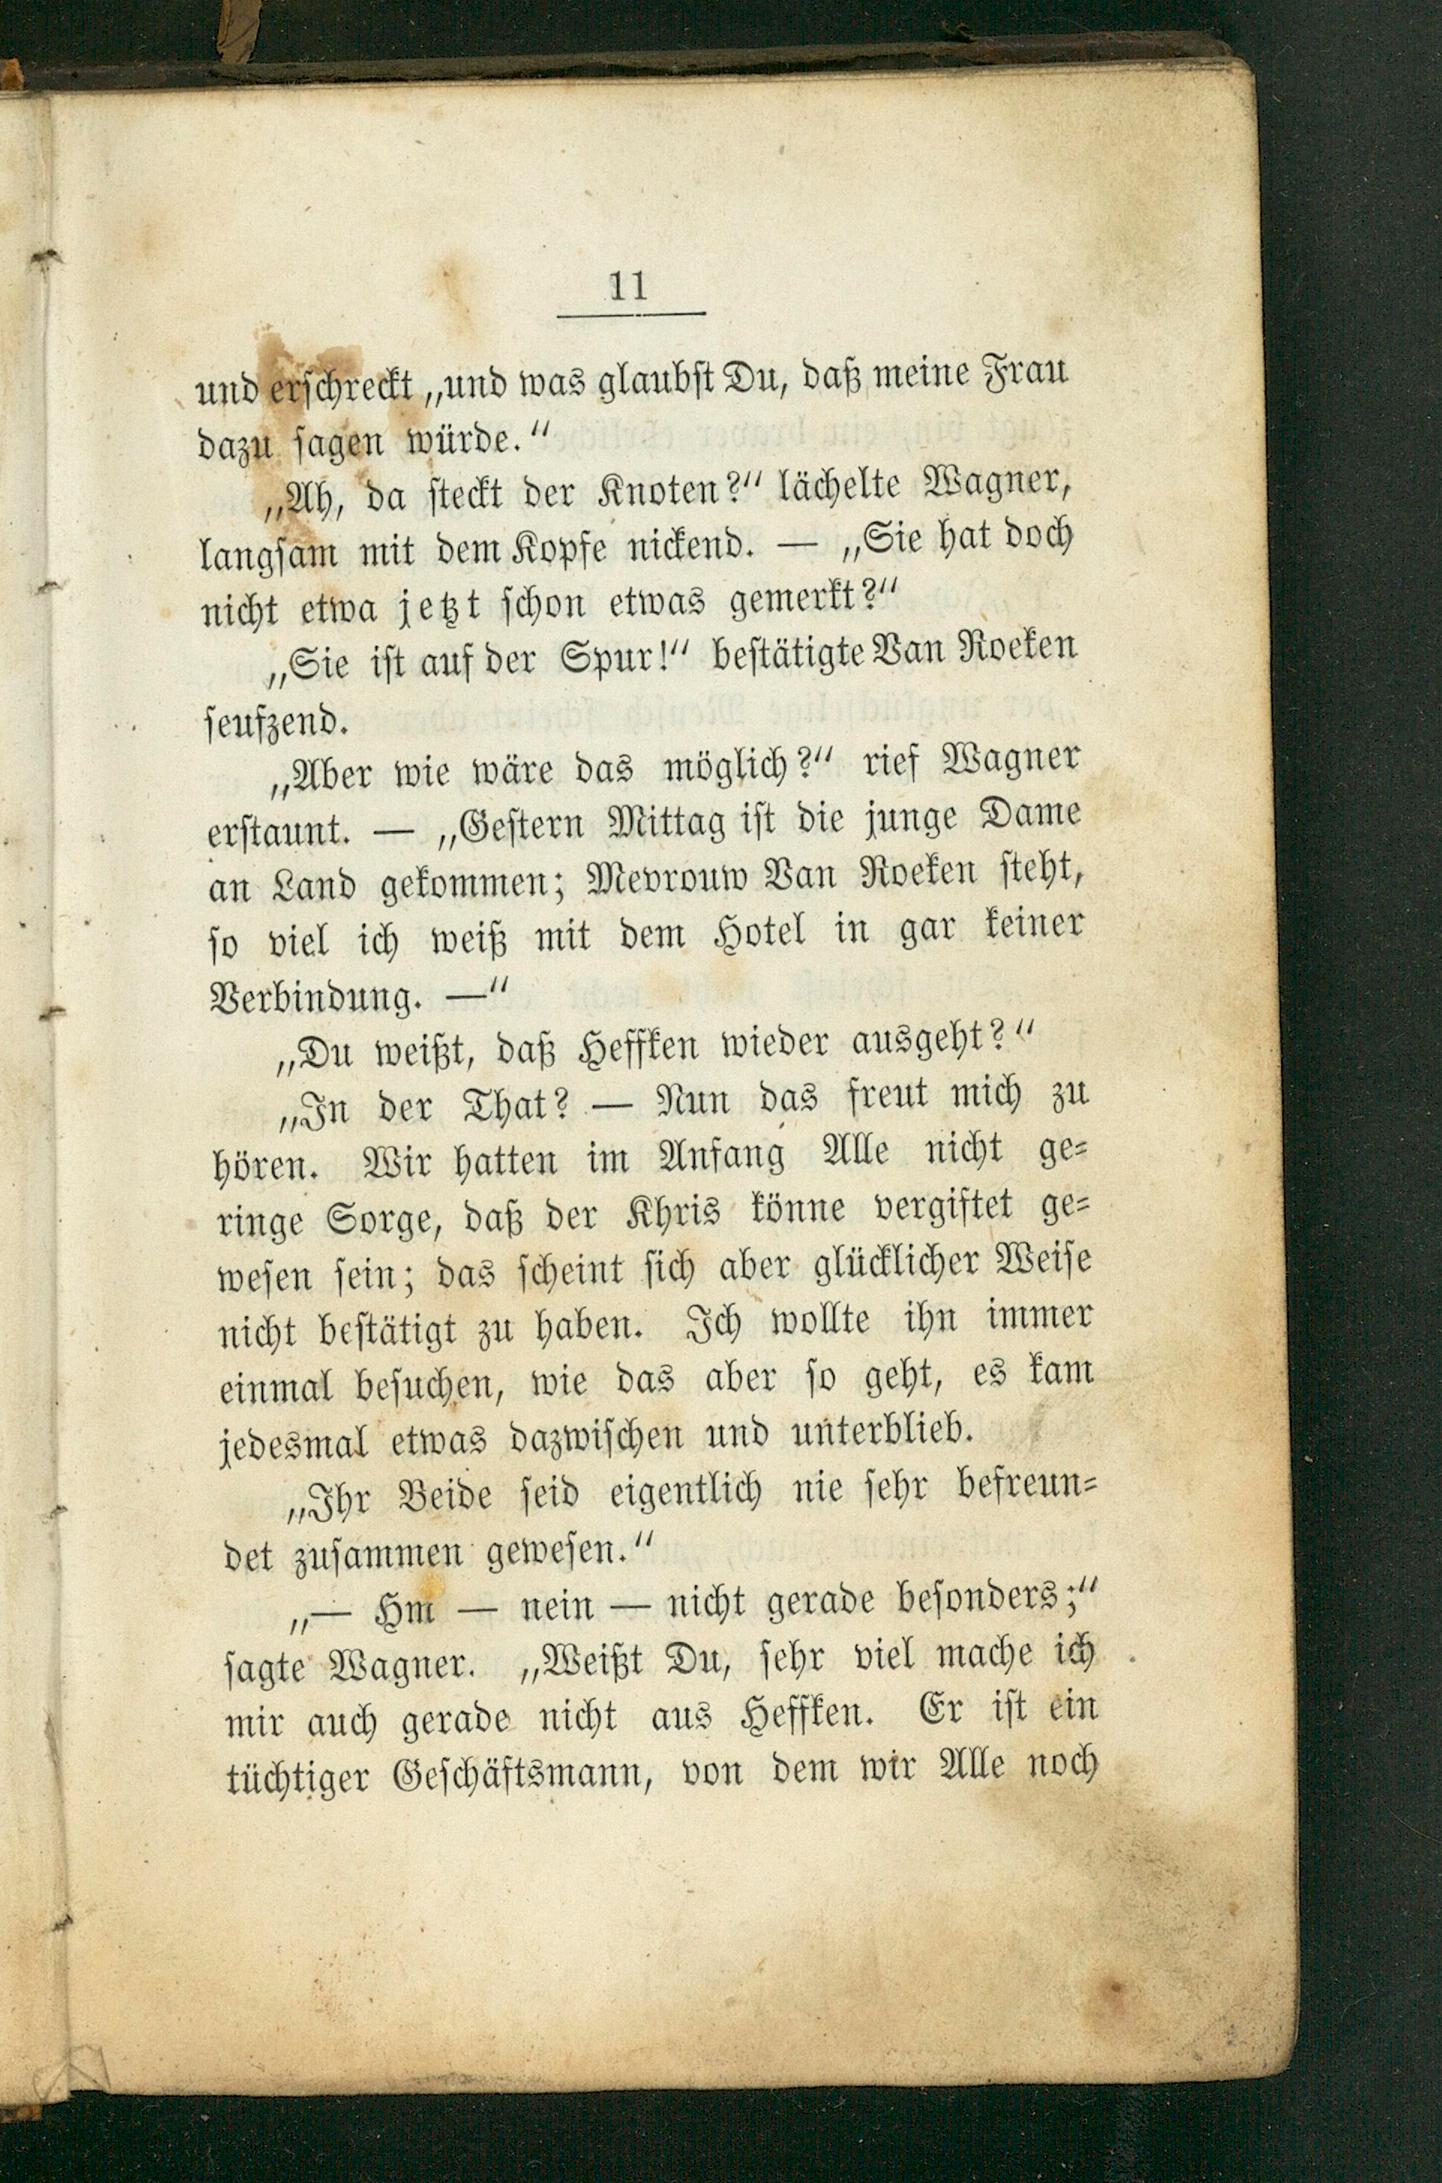 11
und erschreckt „und was glaubst Du, daß meine Frau
dazu sagen würde.“
„Ah, da steckt der Knoten?“ lächelte Wagner,
langsam mit dem Kopfe nickend. — „Sie hat doch
nicht etwa jetzt schon etwas gemerkt?“
„Sie ist auf der Spur!“ bestätigte Van Roeken
seufzend.
„Aber wie wäre das möglich?“ rief Wagner
erstaunt. — „Gestern Mittag ist die junge Dame
an Land gekommen; Mevrouw Van Roeken steht,
so viel ich weiß mit dem Hotel in gar keiner
Verbindung. —“
„Du weißt, daß Heffken wieder ausgeht?“
„In der That? — Nun das freut mich zu
hören. Wir hatten im Anfang Alle nicht ge-
ringe Sorge, daß der Khris könne vergiftet ge-
wesen sein; das scheint sich aber glücklicher Weise
nicht bestätigt zu haben. Ich wollte ihn immer
einmal besuchen, wie das aber so geht, es kam
jedesmal etwas dazwischen und unterblieb.
„Ihr Beide seid eigentlich nie sehr befreun-
det zusammen gewesen.“
„— Hm — nein — nicht gerade besonders;“
sagte Wagner. „Weißt Du, sehr viel mache ich
mir auch gerade nicht aus Heffken. Er ist ein
tüchtiger Geschäftsmann, von dem wir Alle noch